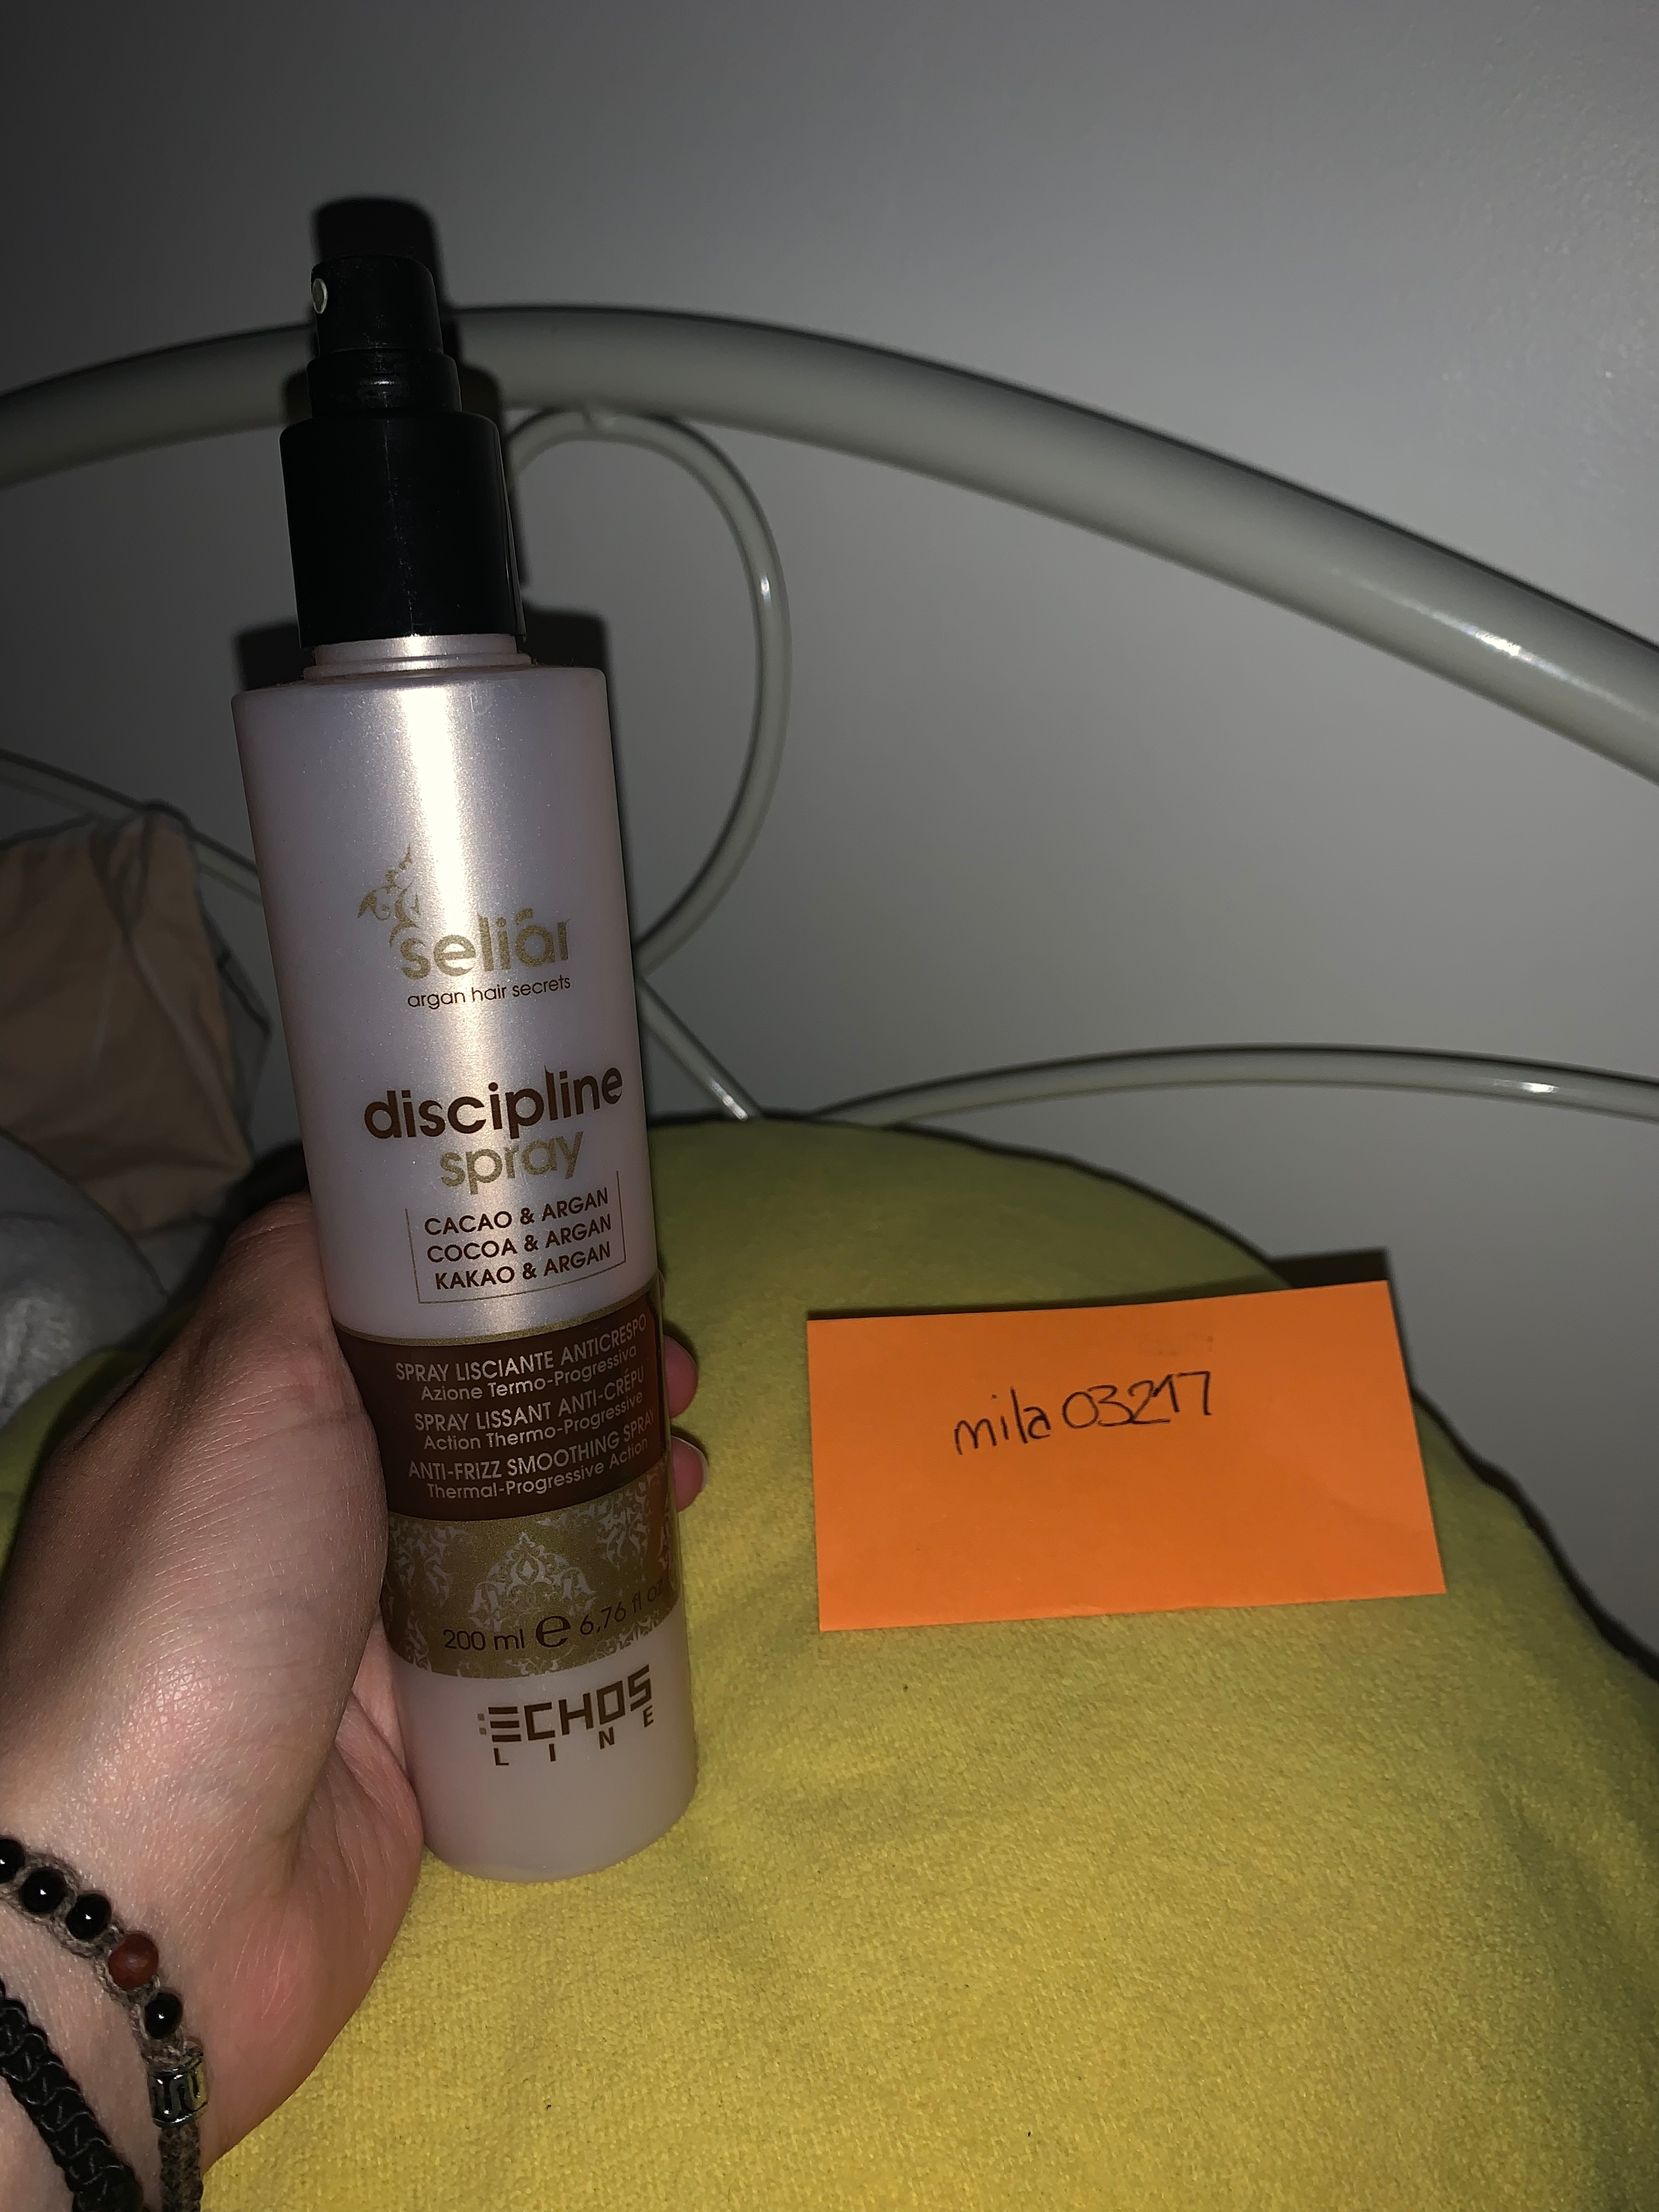 seliár
argan hair secrets
discipline
spray
CACAO & ARGAN
COCOA & ARGAN
KAKAO & ARGAN
SPRAY LISCIANTE ANTICRESPO
Azione Termo-Progressiva
SPRAY LISSANT ANTI-CRÉPU
Action Thermo-Progressive
ANTI-FRIZZ SMOOTHING SPRAY
Thermal-Progressive Action
200 ml e 6,76 fl oz
ECHOS
LINE
mila03217